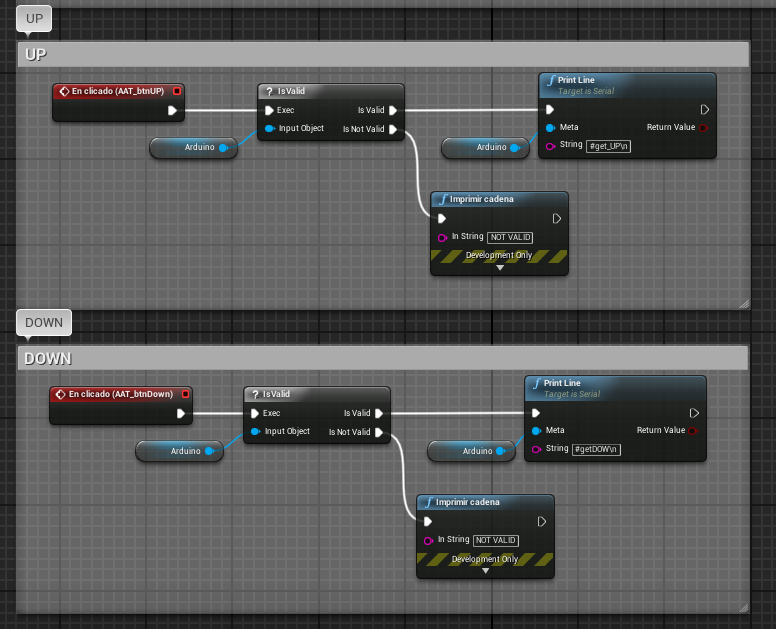 UP
UP
En clicado (AAT_btnUP)
? IsValid
Exec
Is Valid
Input Object
Is Not Valid
Arduino
Arduino
f Print Line
Target is Serial
Meta
Return Value
String #get_UP\n
f Imprimir cadena
In String NOT VALID
Development Only
DOWN
DOWN
En clicado (AAT_btnDown)
? IsValid
Exec
Is Valid
Input Object
Is Not Valid
Arduino
Arduino
f Print Line
Target is Serial
Meta
Return Value
String #getDOW\n
f Imprimir cadena
In String NOT VALID
Development Only